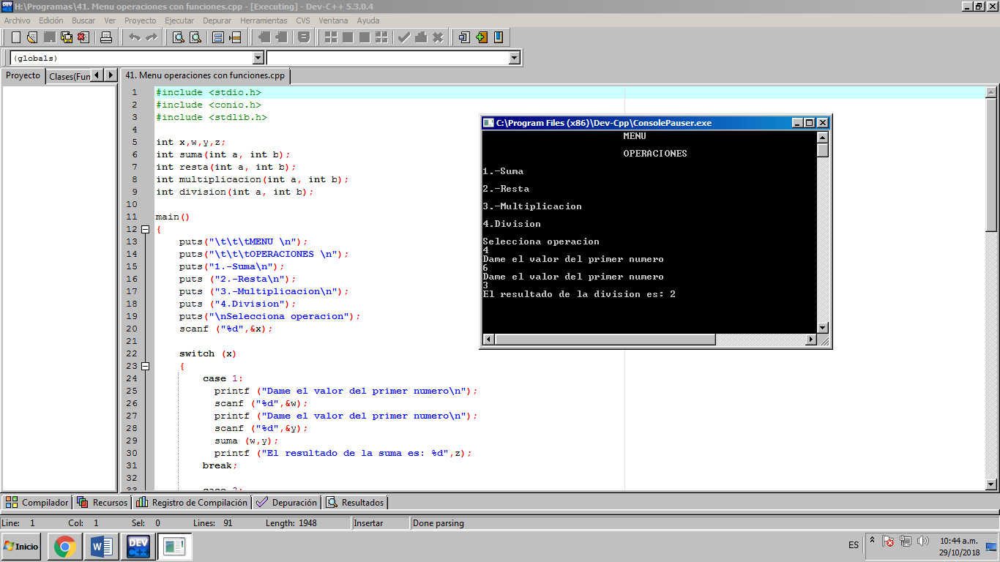 H:\Programas\41. Menu operaciones con funciones.cpp - [Executing] - Dev-C++ 5.3.0.4
Archivo Edición Buscar Ver Proyecto Ejecutar Depurar Herramientas CVS Ventana Ayuda
(globals)
Proyecto Clases(Fun
41. Menu operaciones con funciones.cpp
1 #include <stdio.h>
2 #include <conio.h>
3 #include <stdlib.h>
4
5 int x,w,y,z;
6 int suma(int a, int b);
7 int resta(int a, int b);
8 int multiplicacion(int a, int b);
9 int division(int a, int b);
10
11 main()
12 {
13 puts("\t\t\tMENU \n");
14 puts("\t\t\tOPERACIONES \n");
15 puts("1.-Suma\n");
16 puts ("2.-Resta\n");
17 puts ("3.-Multiplicacion\n");
18 puts ("4.Division");
19 puts("\nSelecciona operacion");
20 scanf ("%d",&x);
21
22 switch (x)
23 {
24 case 1:
25 printf ("Dame el valor del primer numero\n");
26 scanf ("%d",&w);
27 printf ("Dame el valor del primer numero\n");
28 scanf ("%d",&y);
29 suma (w,y);
30 printf ("El resultado de la suma es: %d",z);
31 break;
32
33 case 2:
C:\Program Files (x86)\Dev-Cpp\ConsolePauser.exe
MENU
OPERACIONES
1.-Suma
2.-Resta
3.-Multiplicacion
4.Division
Selecciona operacion
4
Dame el valor del primer numero
6
Dame el valor del primer numero
3
El resultado de la division es: 2
Compilador Recursos Registro de Compilación Depuración Resultados
Line: 1 Col: 1 Sel: 0 Lines: 91 Length: 1948 Insertar Done parsing
Inicio
DEV C++
ES
10:44 a.m.
29/10/2018